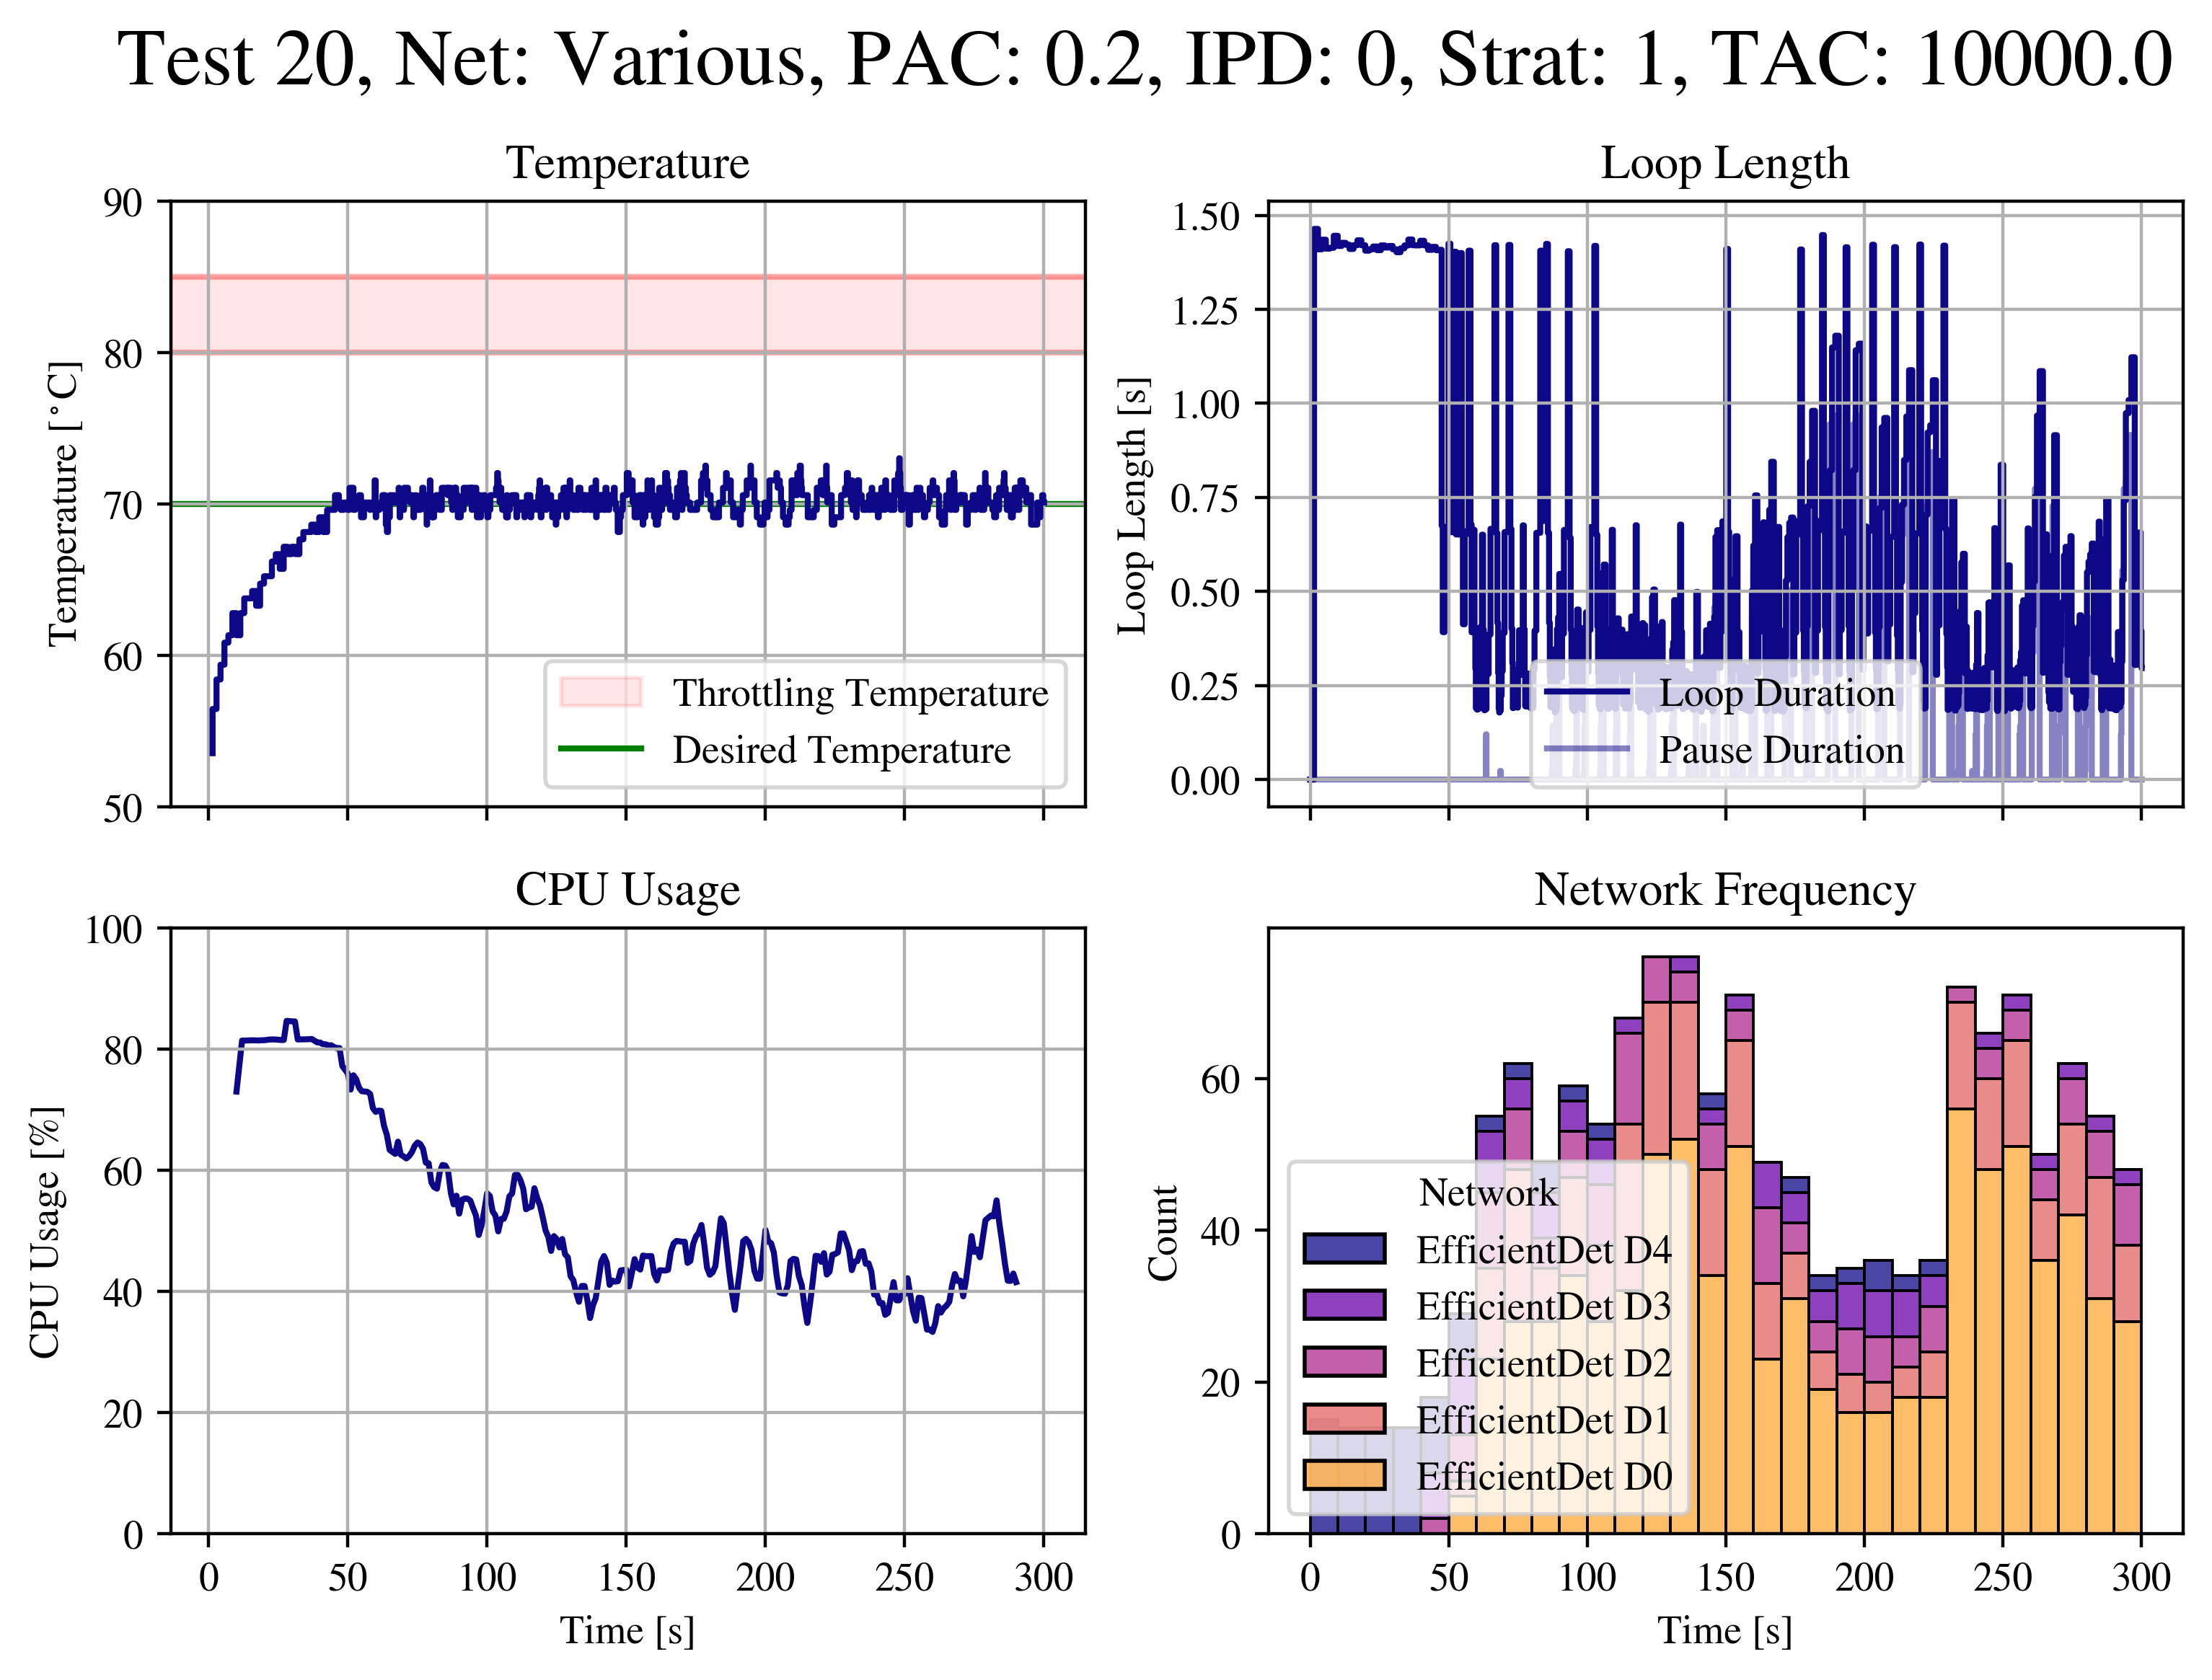 Test 20, Net: Various, PAC: 0.2, IPD: 0, Strat: 1, TAC: 10000.0
Temperature
90
80
70
60
50
Temperature [°C]
Throttling Temperature
Desired Temperature
Loop Length
1.50
1.25
1.00
0.75
0.50
0.25
0.00
Loop Length [s]
Loop Duration
Pause Duration
CPU Usage
100
80
60
40
20
0
CPU Usage [%]
0 50 100 150 200 250 300
Time [s]
Network Frequency
60
40
20
0
Count
Network
EfficientDet D4
EfficientDet D3
EfficientDet D2
EfficientDet D1
EfficientDet D0
0 50 100 150 200 250 300
Time [s]